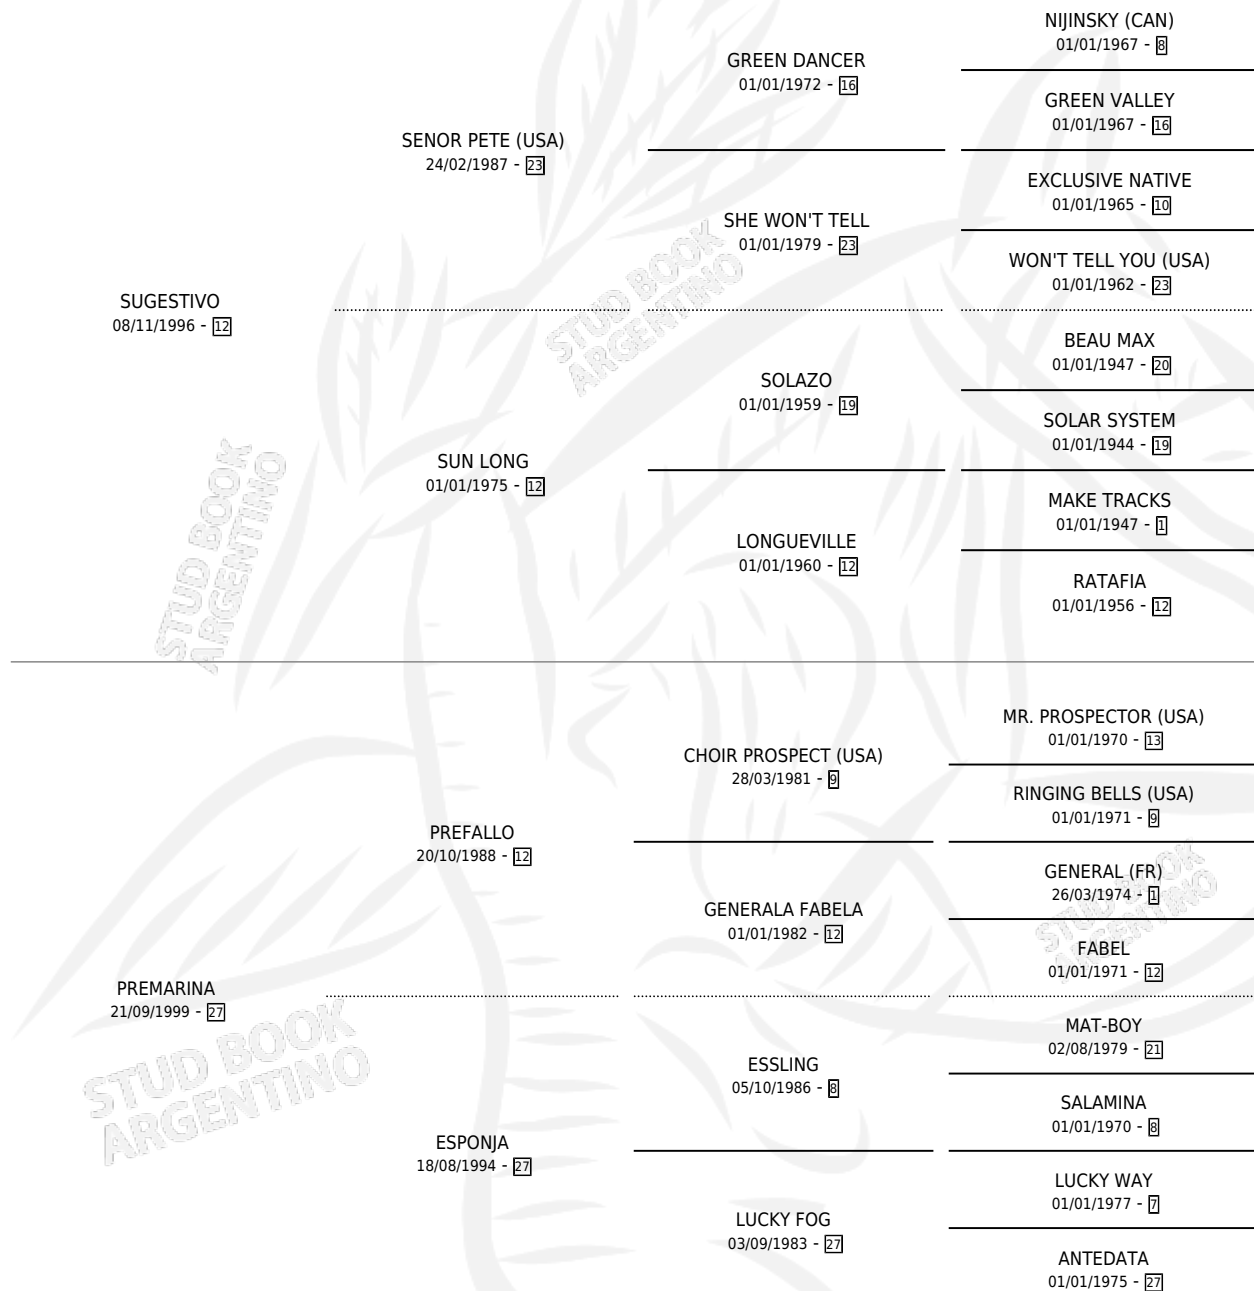 NIJINSKY (CAN)
01/01/1967 - 8
GREEN DANCER
01/01/1972 - 16
GREEN VALLEY
01/01/1967 - 16
SENOR PETE (USA)
24/02/1987 - 23
EXCLUSIVE NATIVE
01/01/1965 - 10
SHE WON'T TELL
01/01/1979 - 23
WON'T TELL YOU (USA)
01/01/1962 - 23
SUGESTIVO
08/11/1996 - 12
BEAU MAX
01/01/1947 - 20
SOLAZO
01/01/1959 - 19
SOLAR SYSTEM
01/01/1944 - 19
SUN LONG
01/01/1975 - 12
MAKE TRACKS
01/01/1947 - 1
LONGUEVILLE
01/01/1960 - 12
RATAFIA
01/01/1956 - 12
MR. PROSPECTOR (USA)
01/01/1970 - 13
CHOIR PROSPECT (USA)
28/03/1981 - 9
RINGING BELLS (USA)
01/01/1971 - 9
PREFALLO
20/10/1988 - 12
GENERAL (FR)
26/03/1974 - 1
GENERALA FABELA
01/01/1982 - 12
FABEL
01/01/1971 - 12
PREMARINA
21/09/1999 - 27
MAT-BOY
02/08/1979 - 21
ESSLING
05/10/1986 - 8
SALAMINA
01/01/1970 - 8
ESPONJA
18/08/1994 - 27
LUCKY WAY
01/01/1977 - 7
LUCKY FOG
03/09/1983 - 27
ANTEDATA
01/01/1975 - 27
STUD BOOK
ARGENTINO
STUD BOOK
ARGENTINO
STUD BOOK
ARGENTINO
STUD BOOK
ARGENTINO